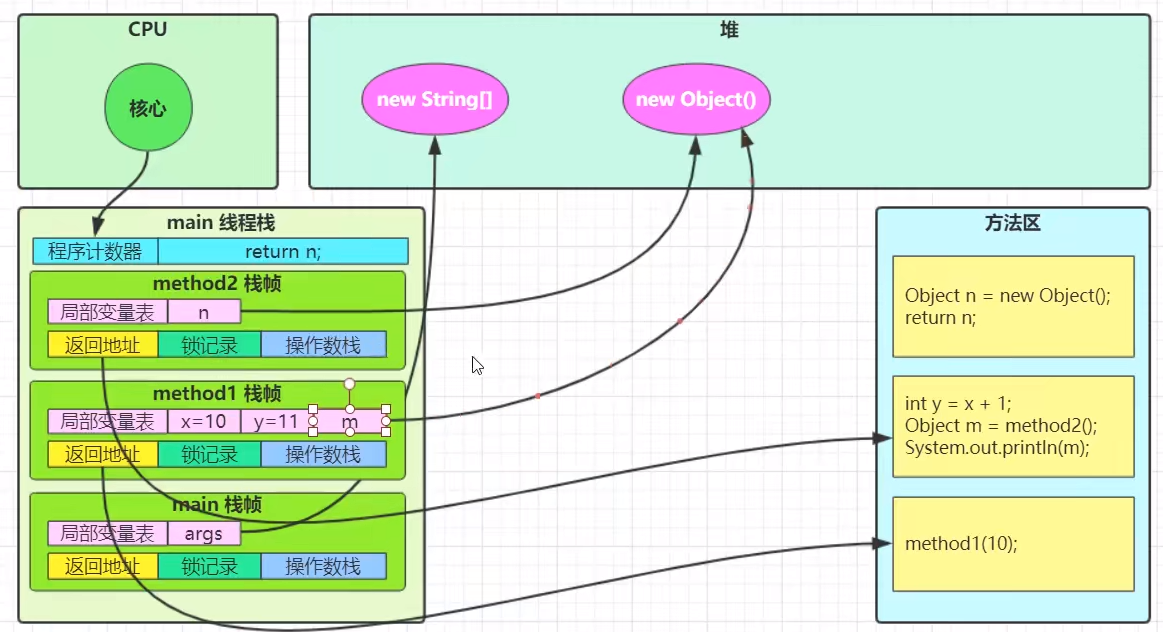 CPU
核心
堆
new String[]
new Object()
main 线程栈
程序计数器 return n;
method2 栈帧
局部变量表 n
返回地址 锁记录 操作数栈
method1 栈帧
局部变量表 x=10 y=11 m
返回地址 锁记录 操作数栈
main 栈帧
局部变量表 args
返回地址 锁记录 操作数栈
方法区
Object n = new Object();
return n;
int y = x + 1;
Object m = method2();
System.out.println(m);
method1(10);